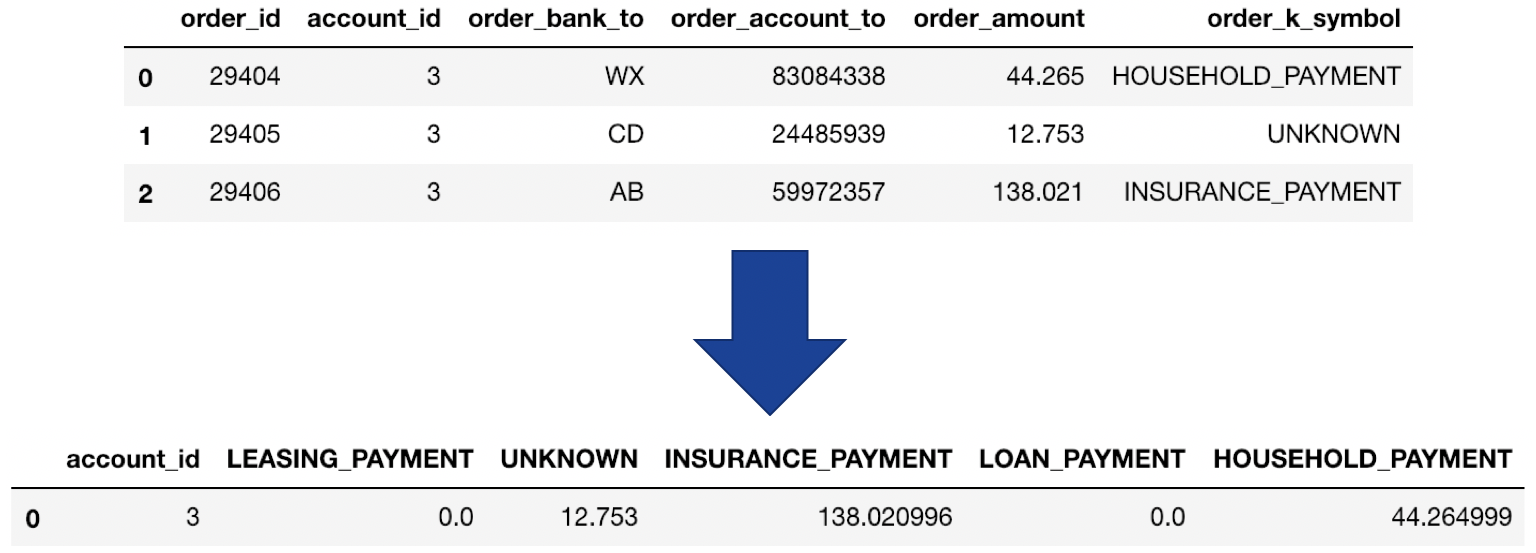 order_id account_id order_bank_to order_account_to order_amount order_k_symbol
0 29404 3 WX 83084338 44.265 HOUSEHOLD_PAYMENT
1 29405 3 CD 24485939 12.753 UNKNOWN
2 29406 3 AB 59972357 138.021 INSURANCE_PAYMENT
account_id LEASING_PAYMENT UNKNOWN INSURANCE_PAYMENT LOAN_PAYMENT HOUSEHOLD_PAYMENT
0 3 0.0 12.753 138.020996 0.0 44.264999